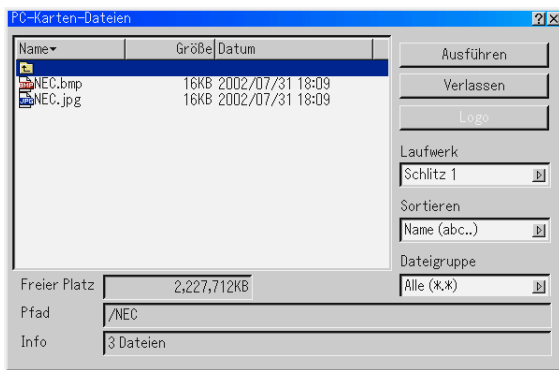 PC-Karten-Dateien
Name Größe Datum
NEC.bmp 16KB 2002/07/31 18:09
NEC.jpg 16KB 2002/07/31 18:09
Ausführen
Verlassen
Logo
Laufwerk
Schlitz 1
Sortieren
Name (abc..)
Dateigruppe
Alle (*.*)
Freier Platz 2,227,712KB
Pfad /NEC
Info 3 Dateien